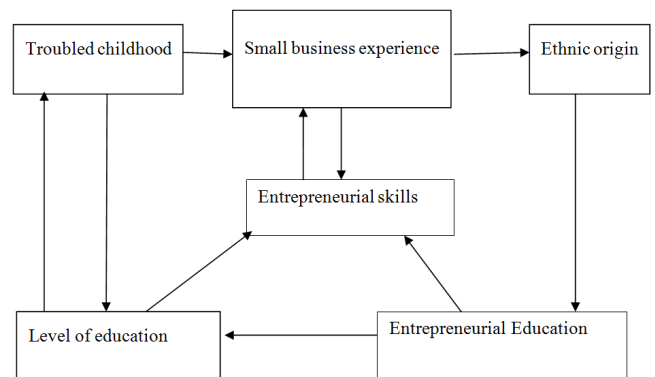 Troubled childhood
Small business experience
Ethnic origin
Entrepreneurial skills
Level of education
Entrepreneurial Education